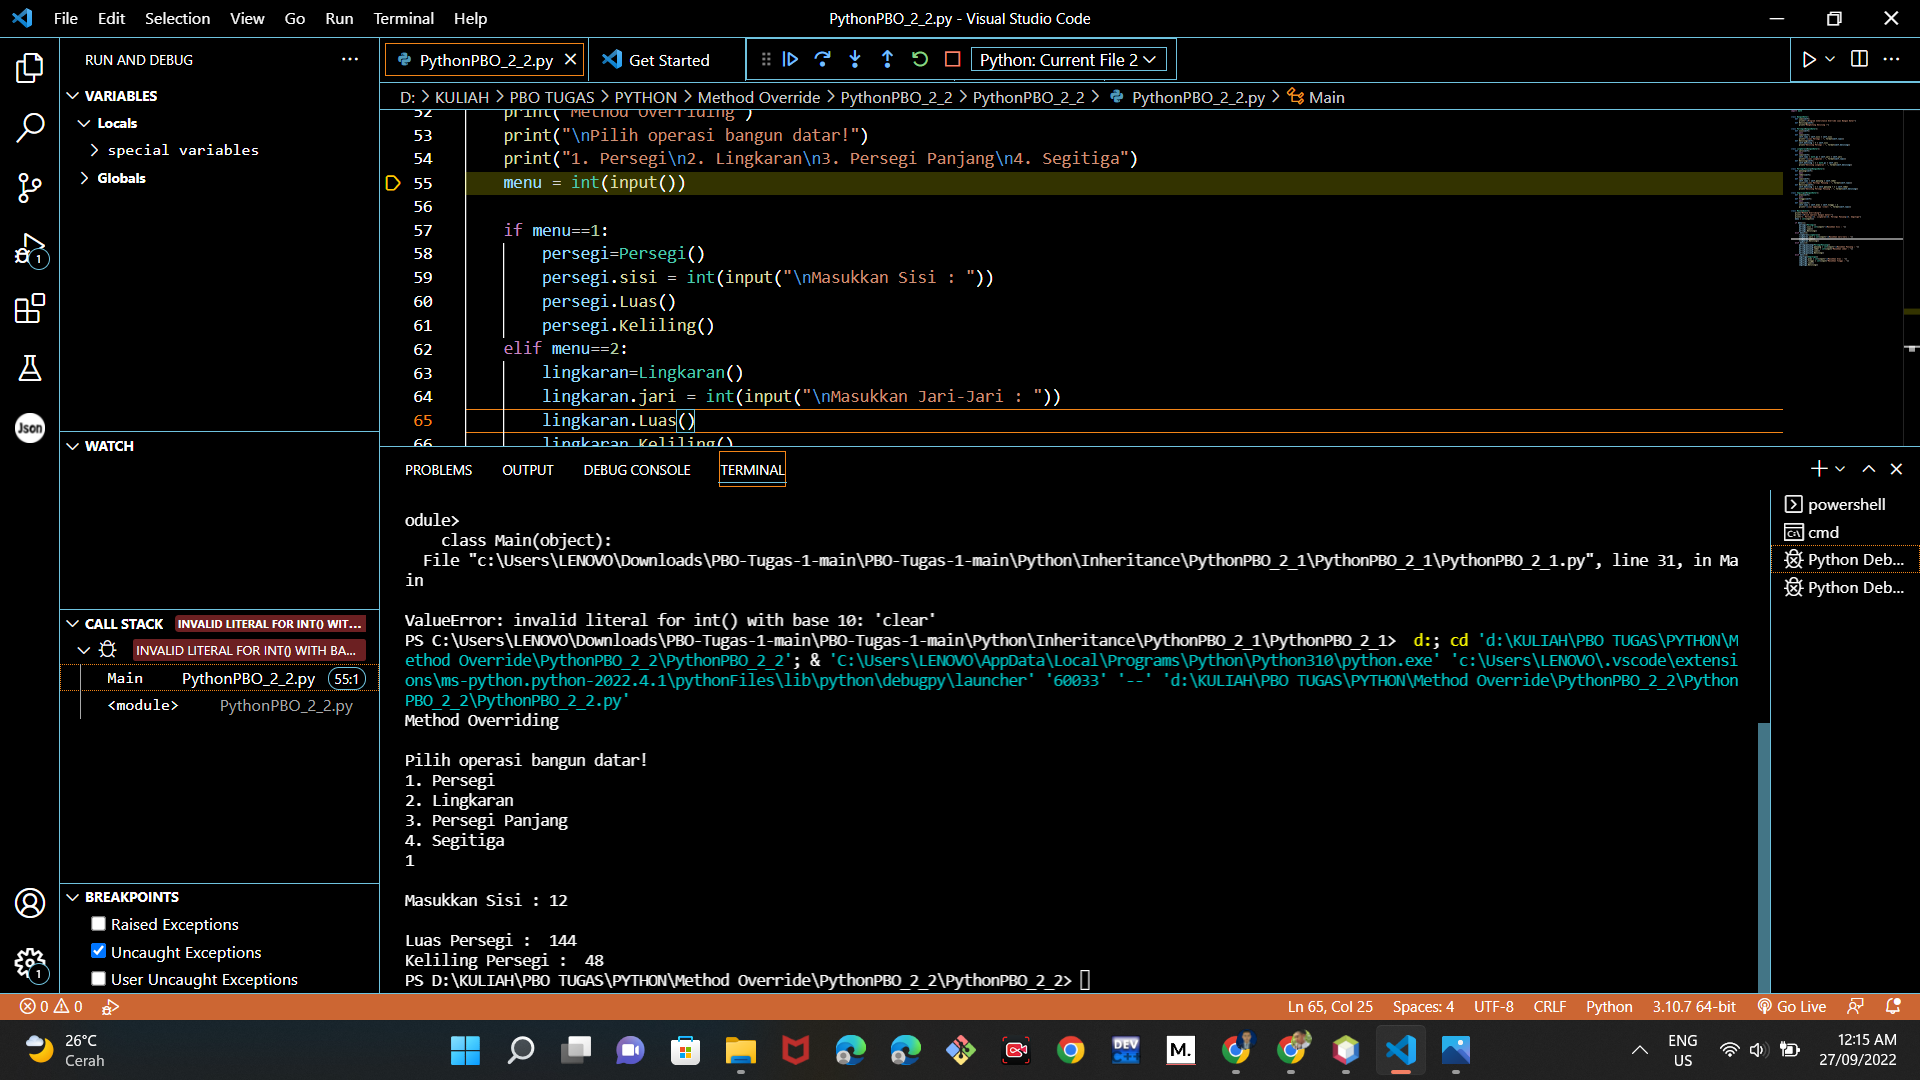 File Edit Selection View Go Run Terminal Help
PythonPBO_2_2.py - Visual Studio Code
RUN AND DEBUG
VARIABLES
Locals
special variables
Globals
WATCH
CALL STACK INVALID LITERAL FOR INT() WIT...
INVALID LITERAL FOR INT() WITH BA...
Main PythonPBO_2_2.py 55:1
<module> PythonPBO_2_2.py
BREAKPOINTS
Raised Exceptions
Uncaught Exceptions
User Uncaught Exceptions
Json
1
1
PythonPBO_2_2.py
Get Started
Python: Current File 2
D: > KULIAH > PBO TUGAS > PYTHON > Method Override > PythonPBO_2_2 > PythonPBO_2_2 > PythonPBO_2_2.py > Main
52 print("Method Overriding")
53 print("\nPilih operasi bangun datar!")
54 print("1. Persegi\n2. Lingkaran\n3. Persegi Panjang\n4. Segitiga")
55 menu = int(input())
56
57 if menu==1:
58 persegi=Persegi()
59 persegi.sisi = int(input("\nMasukkan Sisi : "))
60 persegi.Luas()
61 persegi.Keliling()
62 elif menu==2:
63 lingkaran=Lingkaran()
64 lingkaran.jari = int(input("\nMasukkan Jari-Jari : "))
65 lingkaran.Luas()
66 lingkaran.Keliling()
PROBLEMS OUTPUT DEBUG CONSOLE TERMINAL
odule>
class Main(object):
File "c:\Users\LENOVO\Downloads\PBO-Tugas-1-main\PBO-Tugas-1-main\Python\Inheritance\PythonPBO_2_1\PythonPBO_2_1\PythonPBO_2_1.py", line 31, in Ma
in
ValueError: invalid literal for int() with base 10: 'clear'
PS C:\Users\LENOVO\Downloads\PBO-Tugas-1-main\PBO-Tugas-1-main\Python\Inheritance\PythonPBO_2_1\PythonPBO_2_1> d:; cd 'd:\KULIAH\PBO TUGAS\PYTHON\M
ethod Override\PythonPBO_2_2\PythonPBO_2_2'; & 'C:\Users\LENOVO\AppData\Local\Programs\Python\Python310\python.exe' 'c:\Users\LENOVO\.vscode\extensi
ons\ms-python.python-2022.4.1\pythonFiles\lib\python\debugpy\launcher' '60033' '--' 'd:\KULIAH\PBO TUGAS\PYTHON\Method Override\PythonPBO_2_2\Python
PBO_2_2\PythonPBO_2_2.py'
Method Overriding
Pilih operasi bangun datar!
1. Persegi
2. Lingkaran
3. Persegi Panjang
4. Segitiga
1
Masukkan Sisi : 12
Luas Persegi : 144
Keliling Persegi : 48
PS D:\KULIAH\PBO TUGAS\PYTHON\Method Override\PythonPBO_2_2\PythonPBO_2_2>
powershell
cmd
Python Deb...
Python Deb...
0 0
Ln 65, Col 25 Spaces: 4 UTF-8 CRLF Python 3.10.7 64-bit Go Live
26°C
Cerah
DEV
C++
M.
ENG
US
12:15 AM
27/09/2022